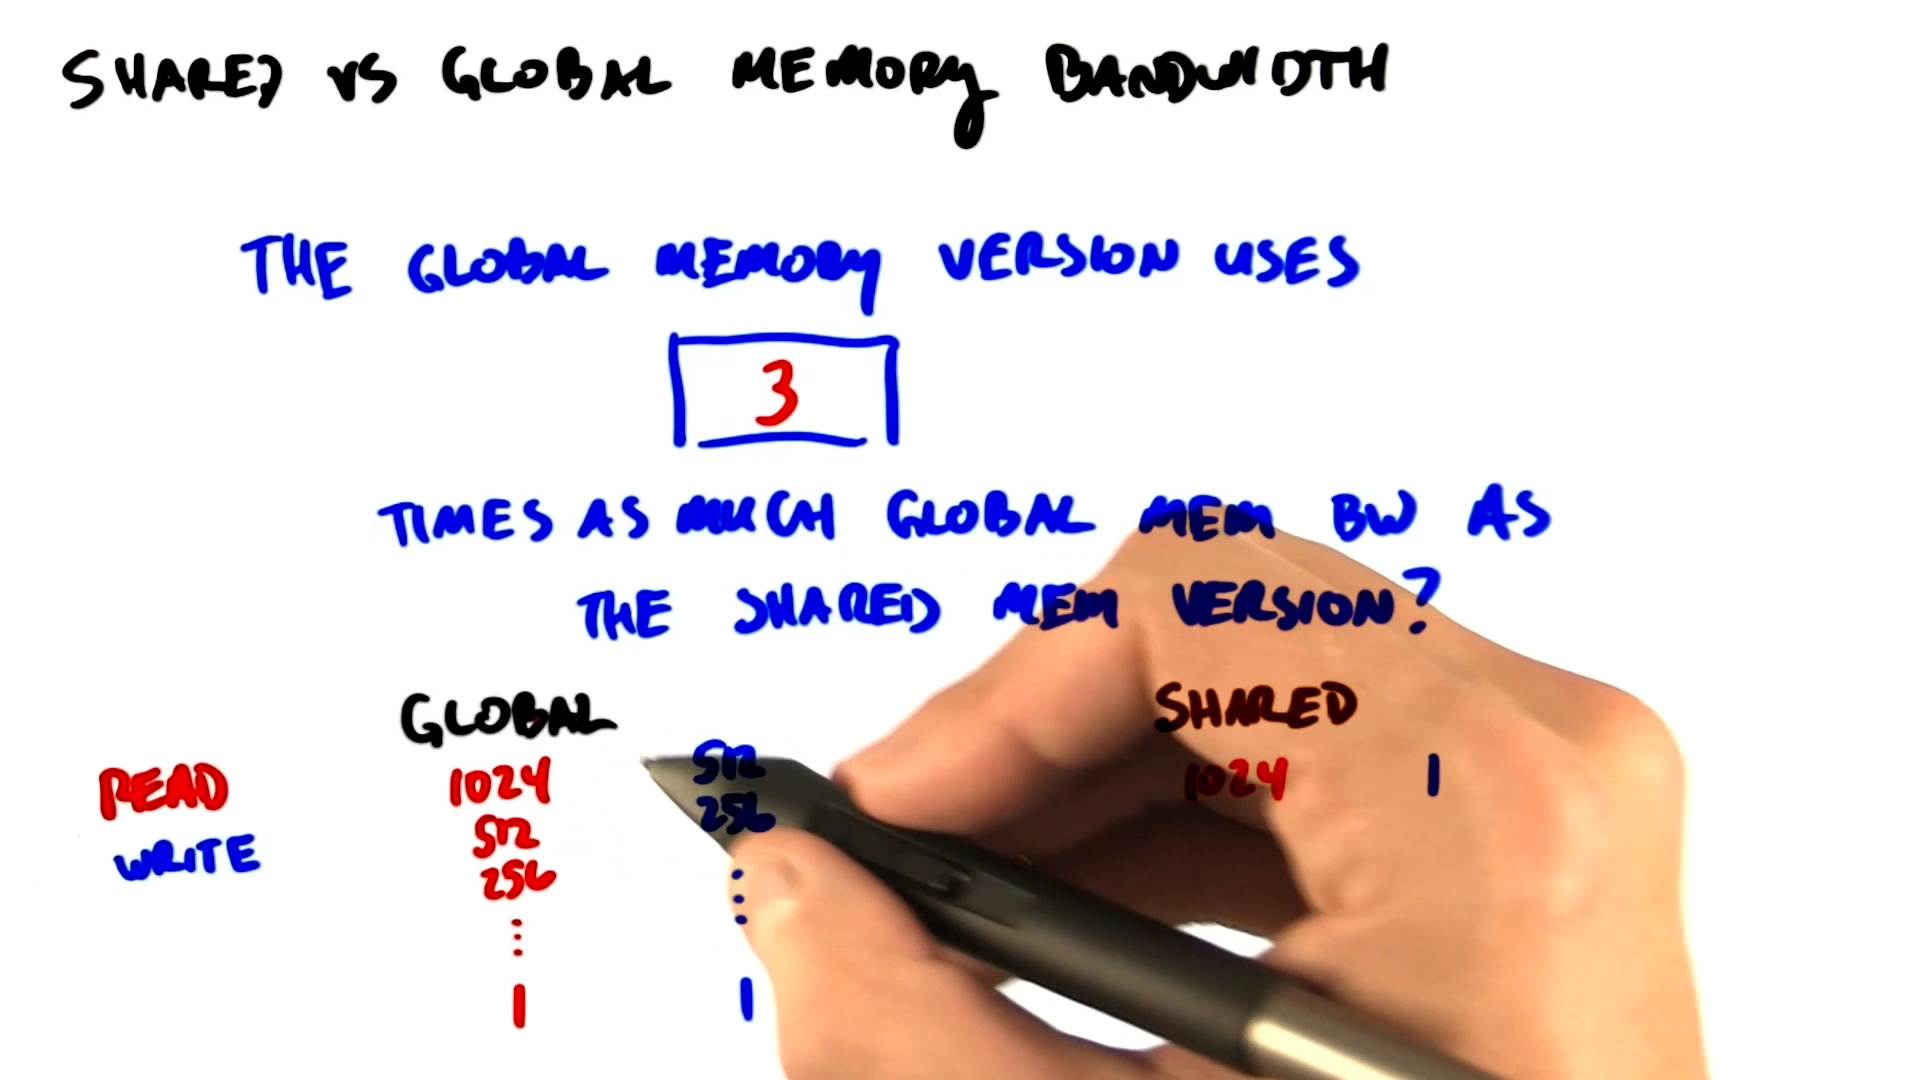 SHARED VS GLOBAL MEMORY BANDWIDTH
THE GLOBAL MEMORY VERSION USES
3
TIMES AS MUCH GLOBAL MEM BW AS
THE SHARED MEM VERSION?
GLOBAL SHARED
READ 1024 512 1024 1
WRITE 512 256
256 ⋮
⋮
1 1